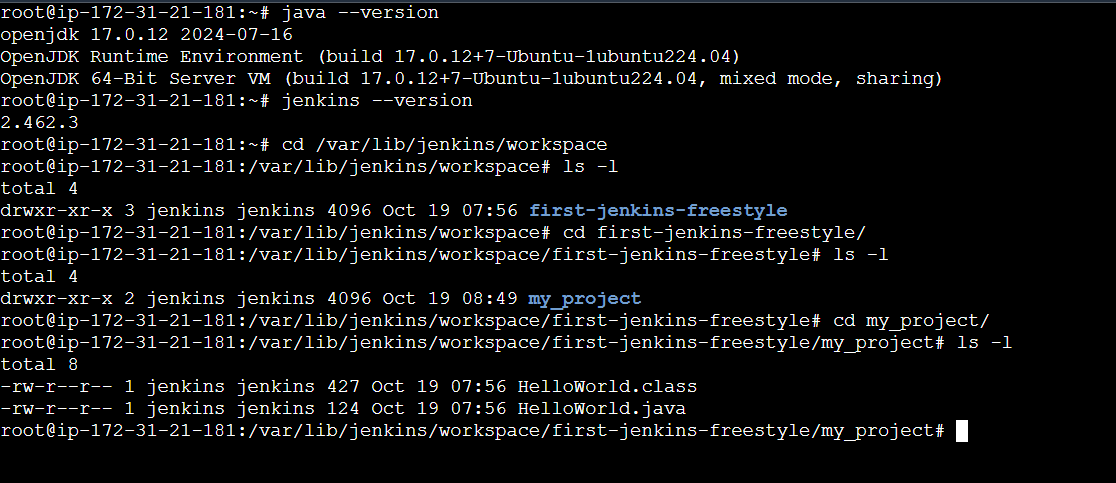 root@ip-172-31-21-181:~# java --version
openjdk 17.0.12 2024-07-16
OpenJDK Runtime Environment (build 17.0.12+7-Ubuntu-1ubuntu224.04)
OpenJDK 64-Bit Server VM (build 17.0.12+7-Ubuntu-1ubuntu224.04, mixed mode, sharing)
root@ip-172-31-21-181:~# jenkins --version
2.462.3
root@ip-172-31-21-181:~# cd /var/lib/jenkins/workspace
root@ip-172-31-21-181:/var/lib/jenkins/workspace# ls -l
total 4
drwxr-xr-x 3 jenkins jenkins 4096 Oct 19 07:56 first-jenkins-freestyle
root@ip-172-31-21-181:/var/lib/jenkins/workspace# cd first-jenkins-freestyle/
root@ip-172-31-21-181:/var/lib/jenkins/workspace/first-jenkins-freestyle# ls -l
total 4
drwxr-xr-x 2 jenkins jenkins 4096 Oct 19 08:49 my_project
root@ip-172-31-21-181:/var/lib/jenkins/workspace/first-jenkins-freestyle# cd my_project/
root@ip-172-31-21-181:/var/lib/jenkins/workspace/first-jenkins-freestyle/my_project# ls -l
total 8
-rw-r--r-- 1 jenkins jenkins 427 Oct 19 07:56 HelloWorld.class
-rw-r--r-- 1 jenkins jenkins 124 Oct 19 07:56 HelloWorld.java
root@ip-172-31-21-181:/var/lib/jenkins/workspace/first-jenkins-freestyle/my_project#